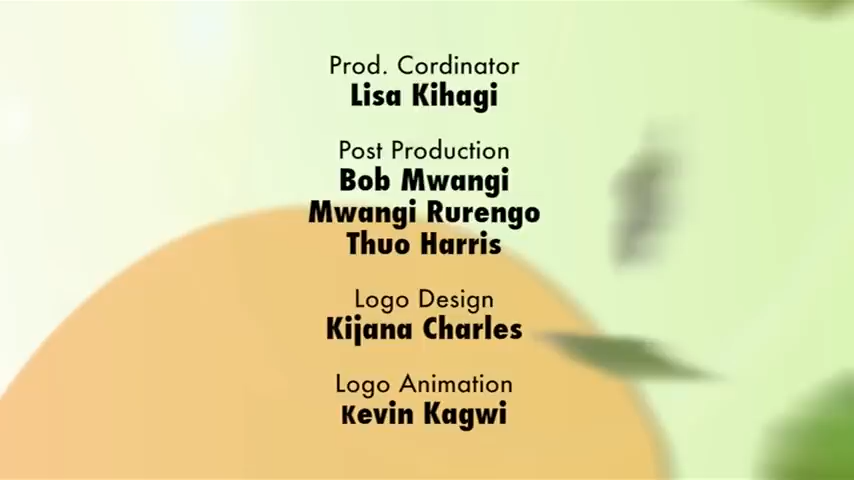 Prod. Cordinator
Lisa Kihagi
Post Production
Bob Mwangi
Mwangi Rurengo
Thuo Harris
Logo Design
Kijana Charles
Logo Animation
Kevin Kagwi